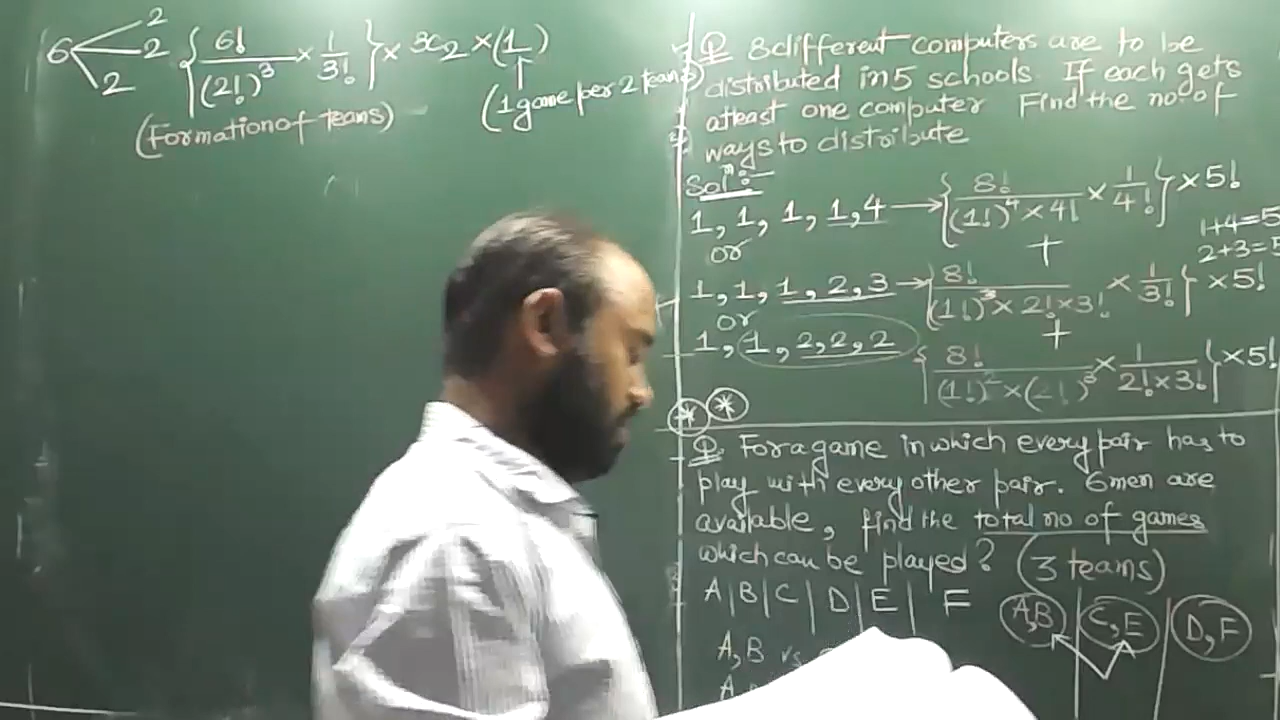 6 2 2 2 { 6! / (2!)^3 × 1/3! } × 3C2 × (1)
(Formation of teams)
(1 game per 2 teams)
Q 8 different computers are to be
distributed in 5 schools. If each gets
atleast one computer Find the no. of
ways to distribute
Solⁿ:-
1, 1, 1, 1, 4 → { 8! / (1!)^4 × 4! × 1/4! } × 5!
or
+
1+4=5
2+3=5
1, 1, 1, 2, 3 → { 8! / (1!)^3 × 2! × 3! × 1/3! } × 5!
or
+
1, 1, 2, 2, 2 { 8! / (1!)^2 × (2!)^3 × 1/2!×3! } × 5!
* *
Q. For a game in which every pair has to
play with every other pair. 6 men are
available, find the total no of games
which can be played? (3 teams)
A | B | C | D | E | F
A,B C,E D,F
A, B vs
A